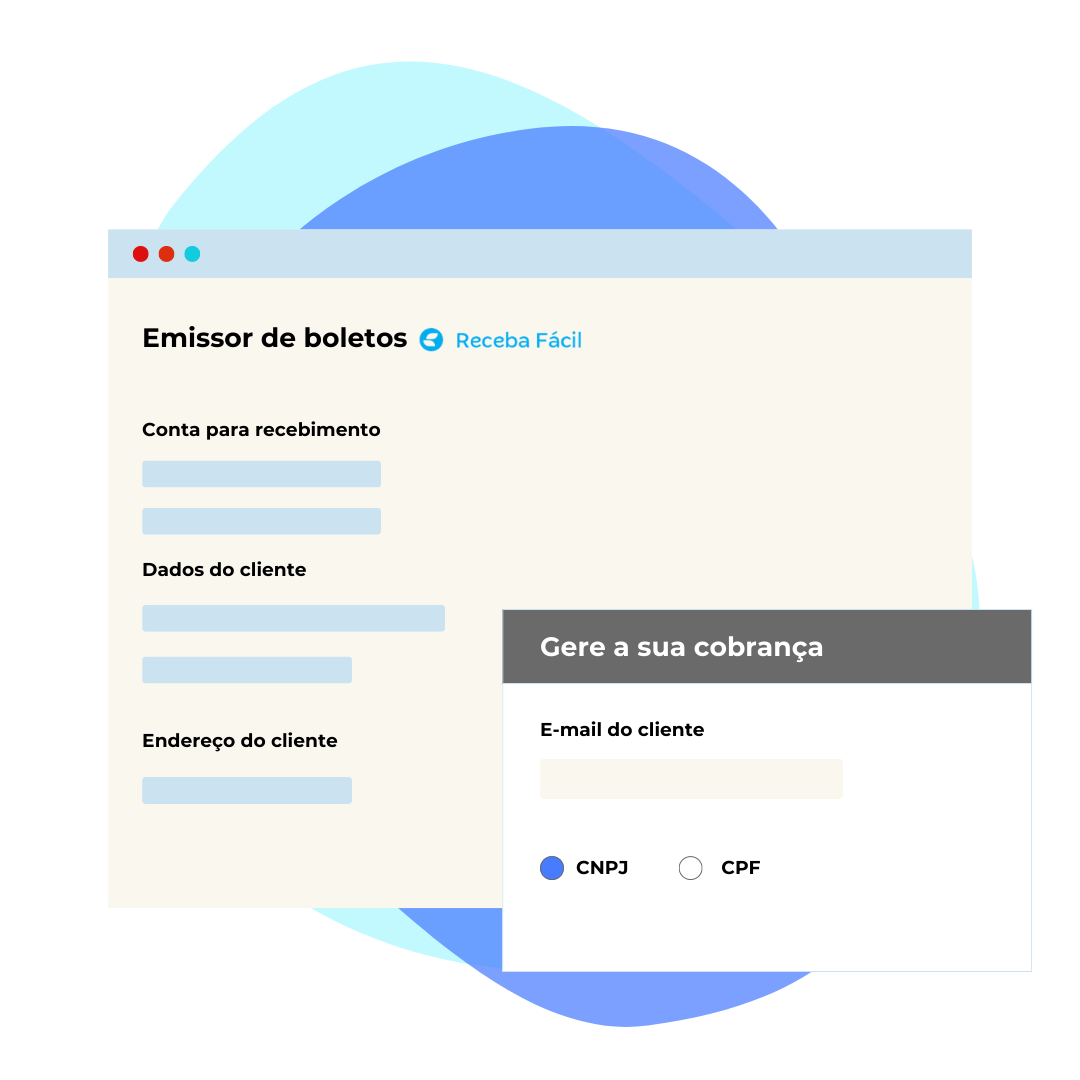 Emissor de boletos Receba Fácil
Conta para recebimento
Dados do cliente
Endereço do cliente
Gere a sua cobrança
E-mail do cliente
CNPJ CPF